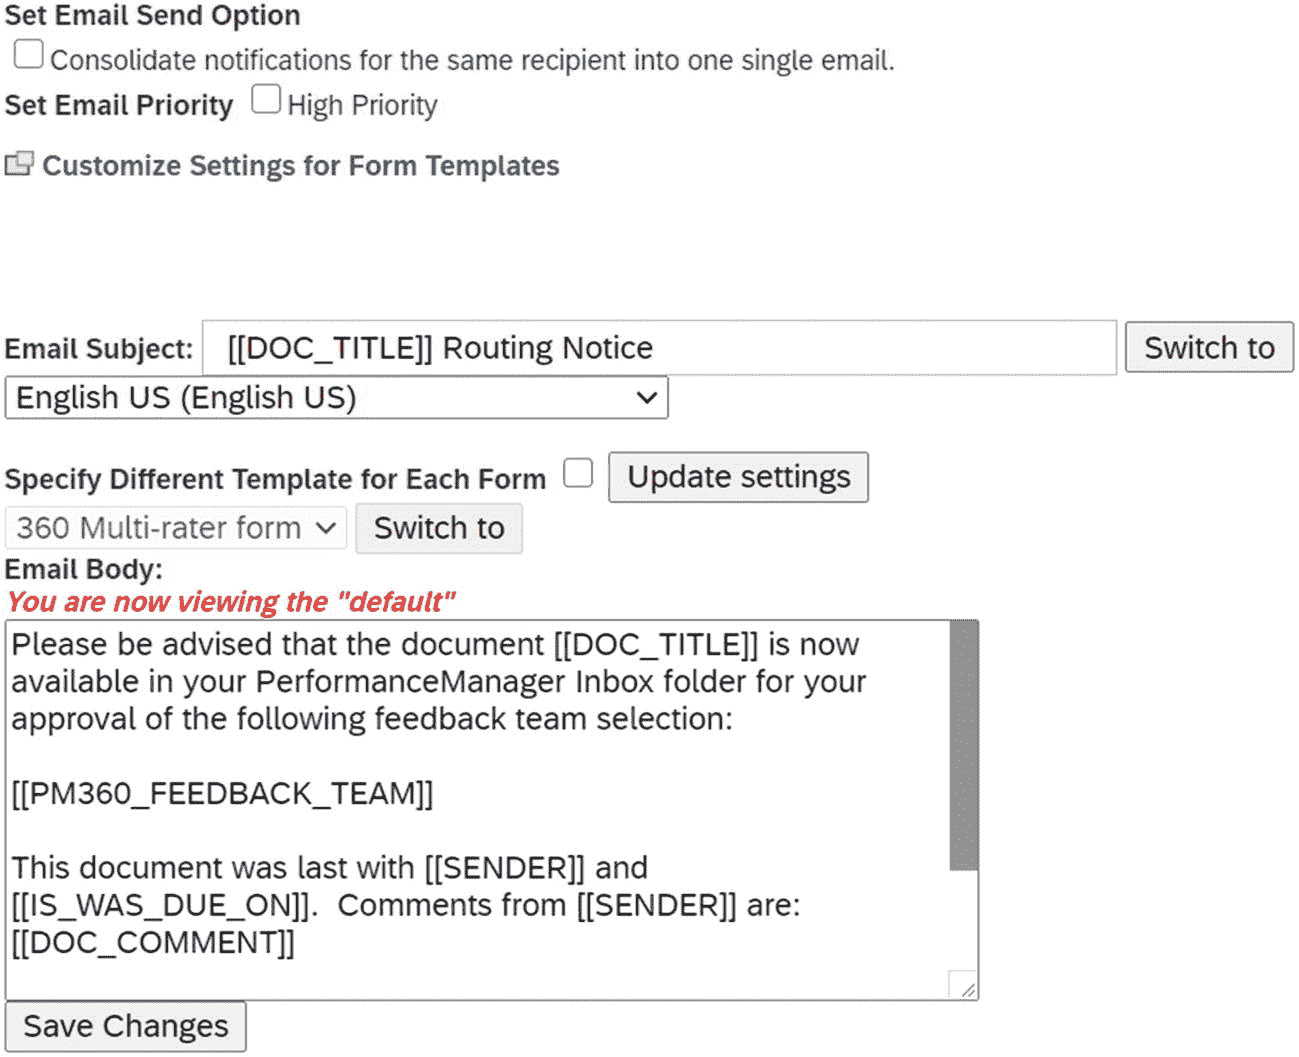 Set Email Send Option
Consolidate notifications for the same recipient into one single email.
Set Email Priority High Priority
Customize Settings for Form Templates
Email Subject: [[DOC_TITLE]] Routing Notice Switch to
English US (English US)
Specify Different Template for Each Form Update settings
360 Multi-rater form Switch to
Email Body:
You are now viewing the "default"
Please be advised that the document [[DOC_TITLE]] is now
available in your PerformanceManager Inbox folder for your
approval of the following feedback team selection:
[[PM360_FEEDBACK_TEAM]]
This document was last with [[SENDER]] and
[[IS_WAS_DUE_ON]].  Comments from [[SENDER]] are:
[[DOC_COMMENT]]
Save Changes